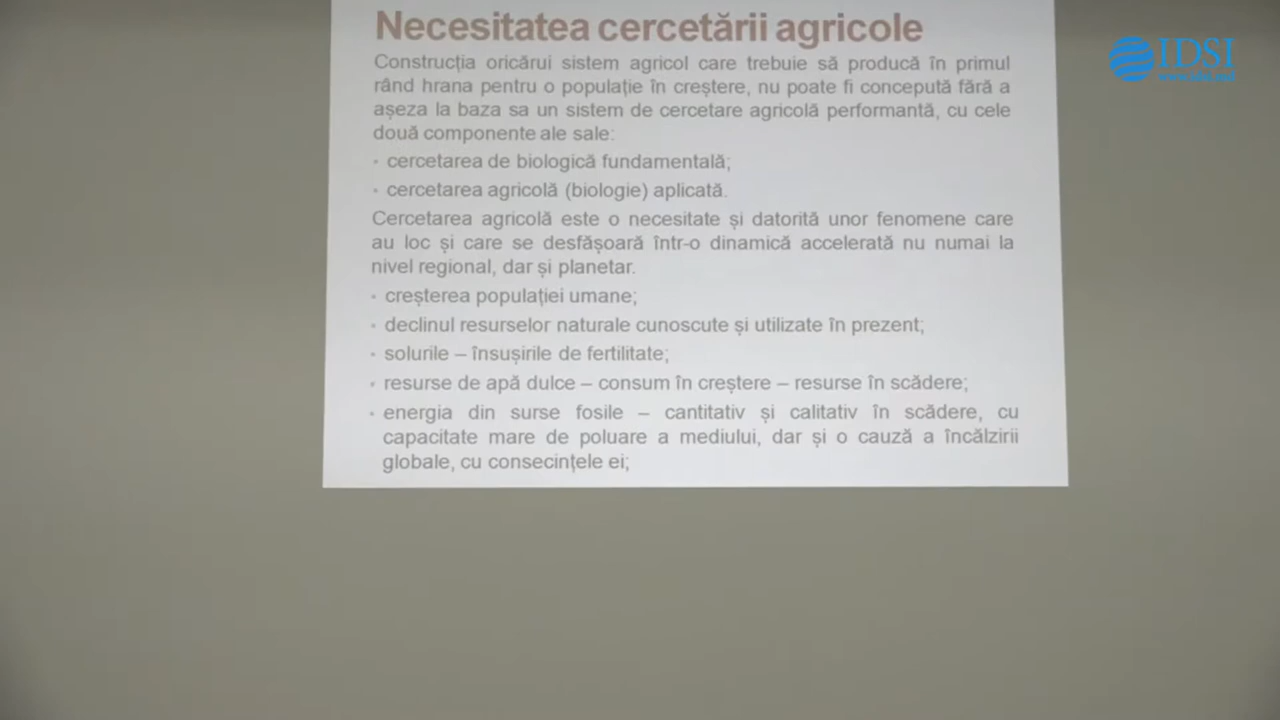 Necesitatea cercetării agricole
Construcția oricărui sistem agricol care trebuie să producă în primul
rând hrana pentru o populație în creștere, nu poate fi concepută fără a
așeza la baza sa un sistem de cercetare agricolă performantă, cu cele
două componente ale sale:
• cercetarea de biologică fundamentală;
• cercetarea agricolă (biologie) aplicată.
Cercetarea agricolă este o necesitate și datorită unor fenomene care
au loc și care se desfășoară într-o dinamică accelerată nu numai la
nivel regional, dar și planetar.
• creșterea populației umane;
• declinul resurselor naturale cunoscute și utilizate în prezent;
• solurile – însușirile de fertilitate;
• resurse de apă dulce – consum în creștere – resurse în scădere;
• energia din surse fosile – cantitativ și calitativ în scădere, cu
capacitate mare de poluare a mediului, dar și o cauză a încălzirii
globale, cu consecințele ei;
IDSI